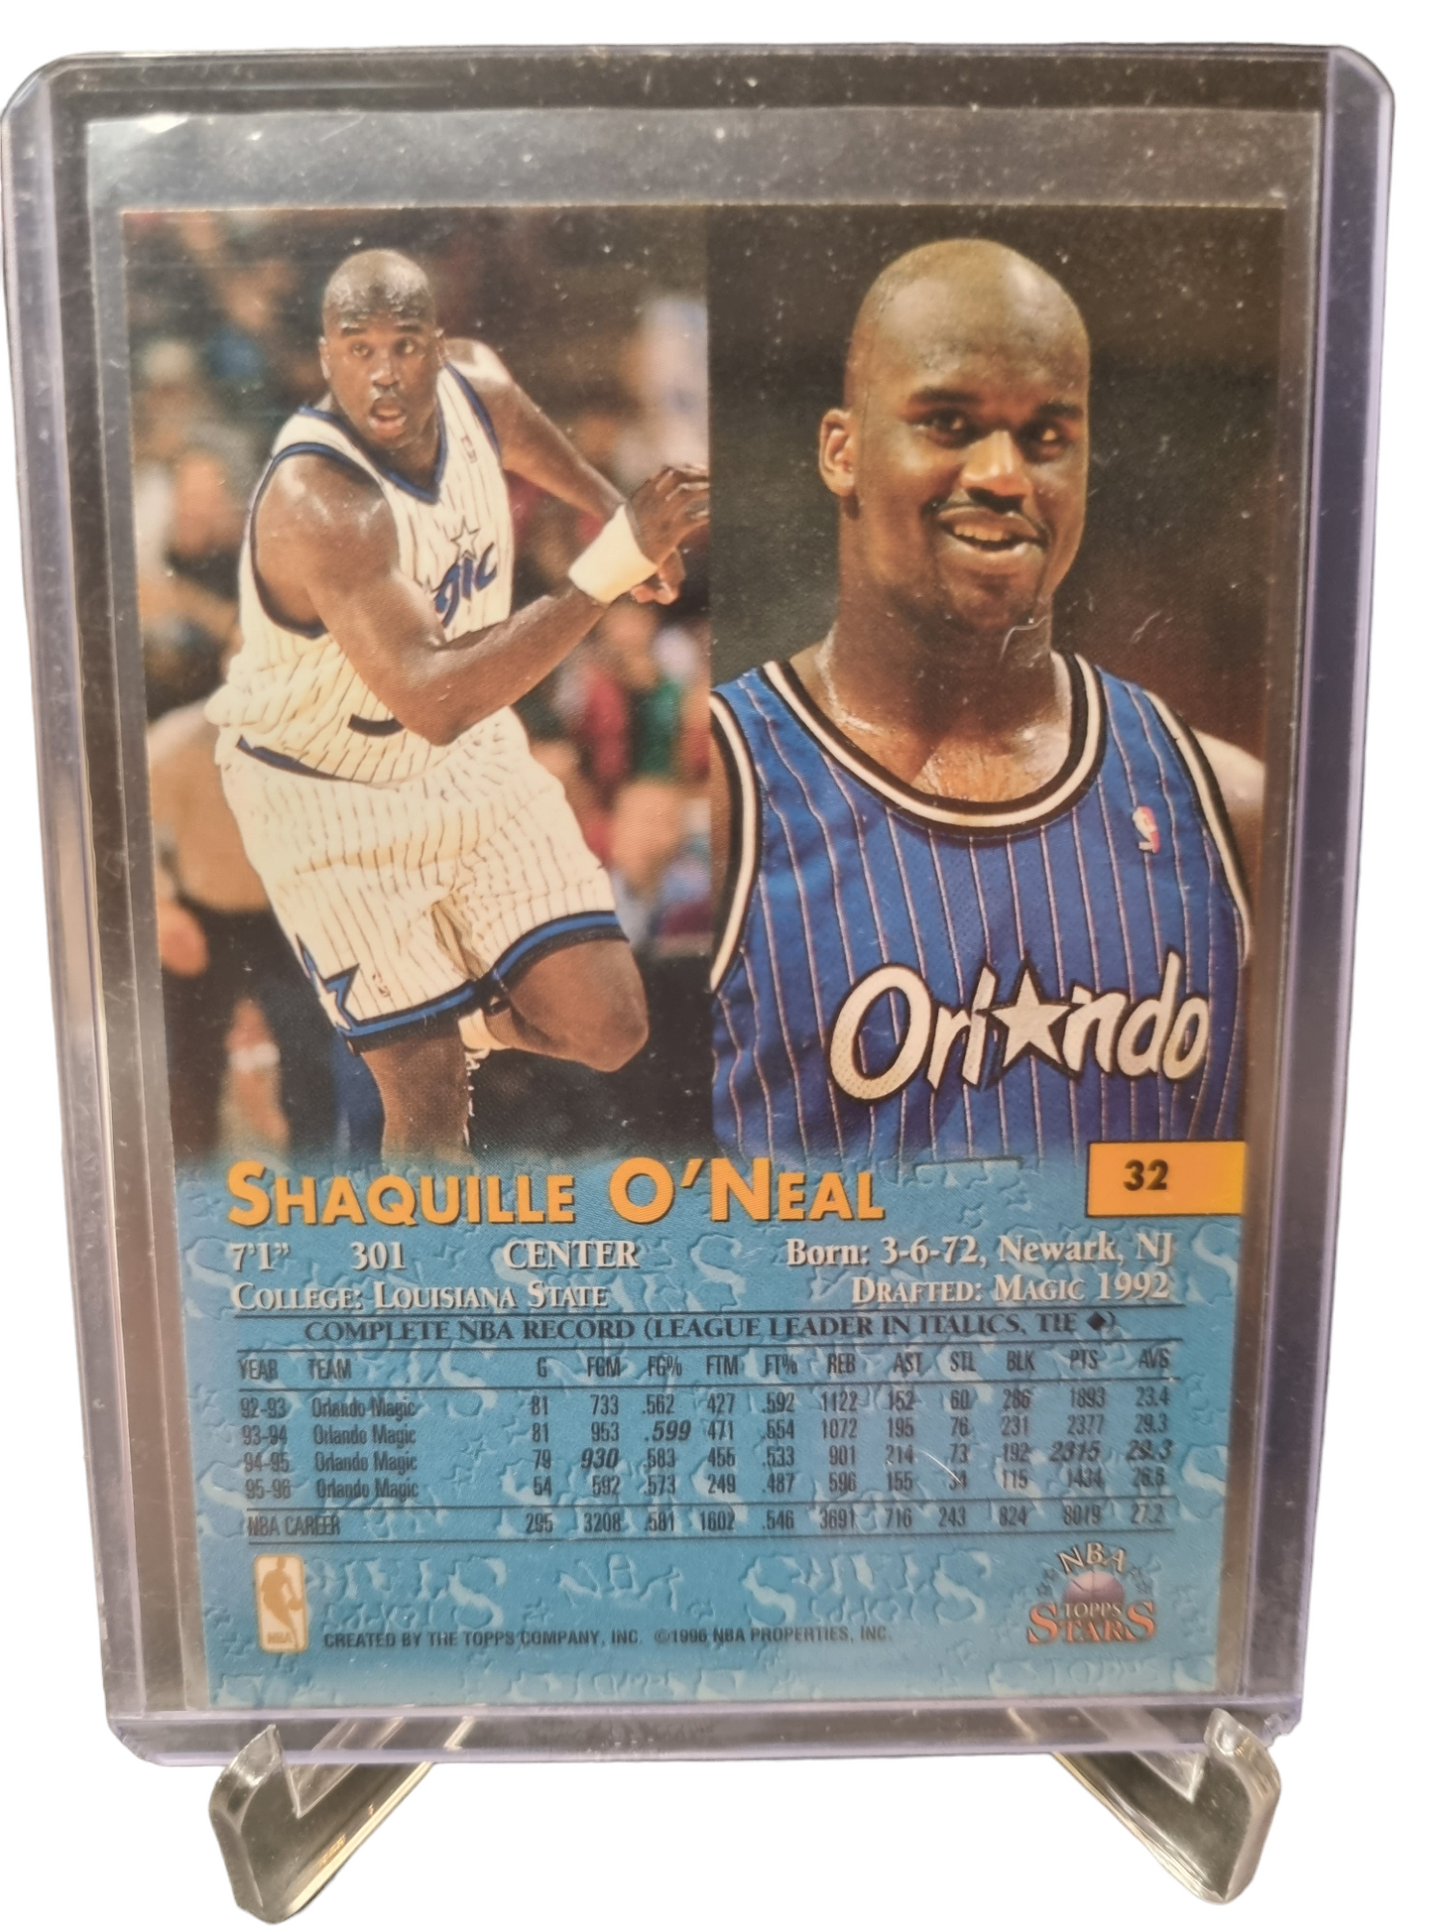 gic
Orlando
SHAQUILLE O'NEAL
32
7'1" 301 CENTER Born: 3-6-72, Newark, NJ
COLLEGE: LOUISIANA STATE DRAFTED: MAGIC 1992
COMPLETE NBA RECORD (LEAGUE LEADER IN ITALICS, TIE ◆)
YEAR TEAM G FGM FG% FTM FT% REB AST STL BLK PTS AVG
92-93 Orlando Magic 81 733 .562 427 .592 1122 152 60 286 1893 23.4
93-94 Orlando Magic 81 953 .599 471 .554 1072 195 76 231 2377 29.3
94-95 Orlando Magic 79 930 .583 455 .533 901 214 73 192 2315 29.3
95-96 Orlando Magic 54 592 .573 249 .487 596 155 34 115 1434 26.6
NBA CAREER 295 3208 .581 1602 .546 3691 716 243 824 8019 27.2
NBA
TOPPS
STARS
NBA
CREATED BY THE TOPPS COMPANY, INC. ©1996 NBA PROPERTIES, INC.